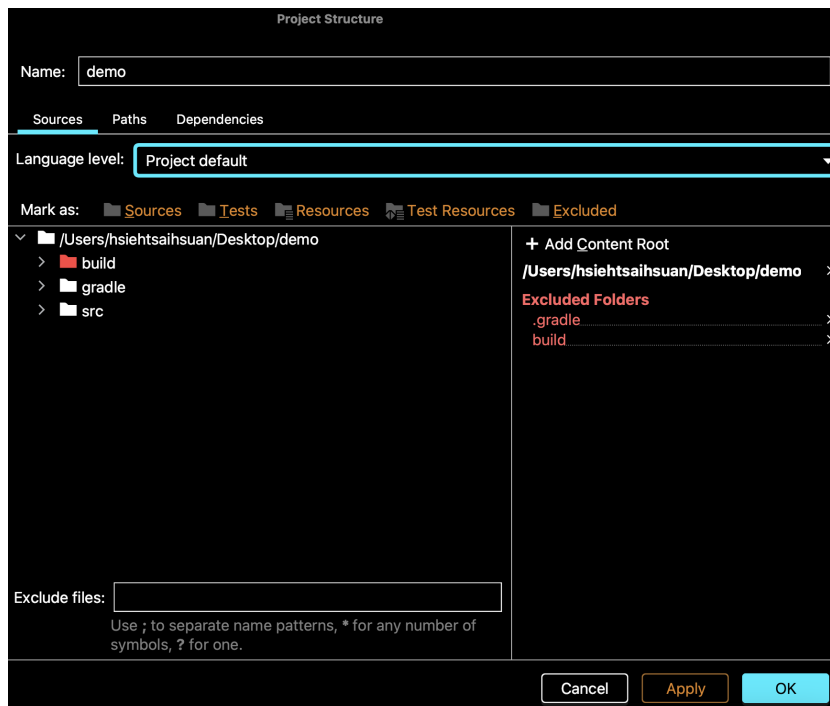 Project Structure
Name: demo
Sources Paths Dependencies
Language level: Project default
Mark as: Sources Tests Resources Test Resources Excluded
/Users/hsiehtsaihsuan/Desktop/demo
build
gradle
src
+ Add Content Root
/Users/hsiehtsaihsuan/Desktop/demo
Excluded Folders
.gradle
build
Exclude files:
Use ; to separate name patterns, * for any number of
symbols, ? for one.
Cancel Apply OK